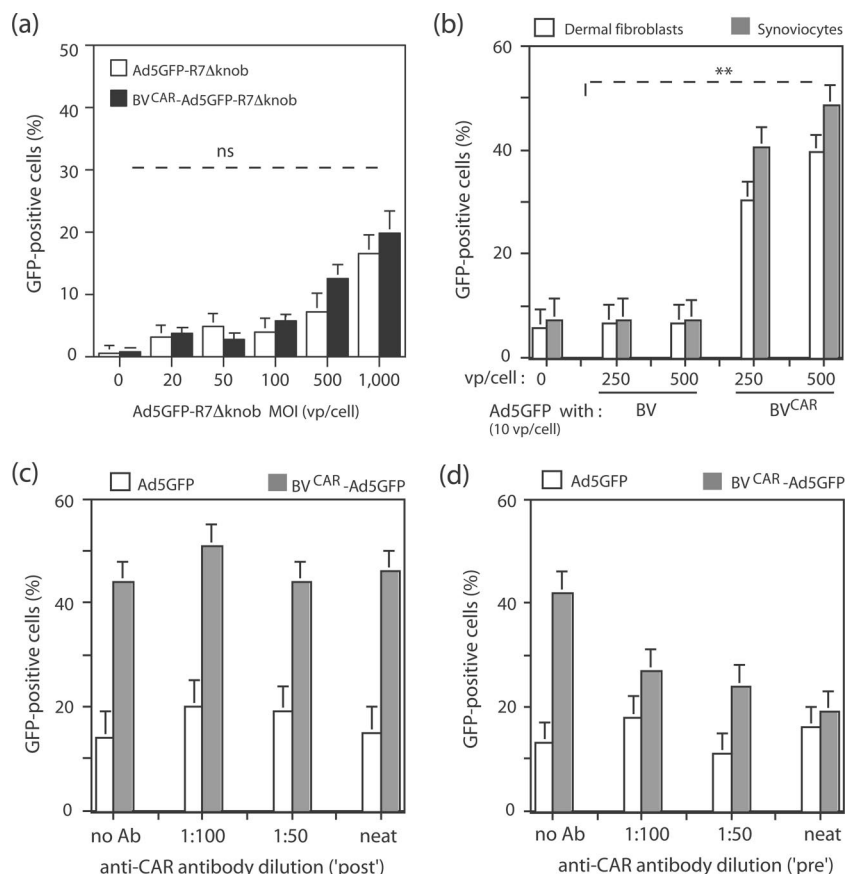 (a)
50
40
30
20
10
0
GFP-positive cells (%)
Ad5GFP-R7Δknob
BVCAR-Ad5GFP-R7Δknob
ns
0 20 50 100 500 1,000
Ad5GFP-R7Δknob MOI (vp/cell)
(b)
Dermal fibroblasts Synoviocytes
60
40
20
0
GFP-positive cells (%)
**
vp/cell : 0 250 500 250 500
Ad5GFP with : BV BVCAR
(10 vp/cell)
(c)
Ad5GFP BVCAR-Ad5GFP
60
40
20
0
GFP-positive cells (%)
no Ab 1:100 1:50 neat
anti-CAR antibody dilution ('post')
(d)
Ad5GFP BVCAR-Ad5GFP
60
40
20
0
GFP-positive cells (%)
no Ab 1:100 1:50 neat
anti-CAR antibody dilution ('pre')